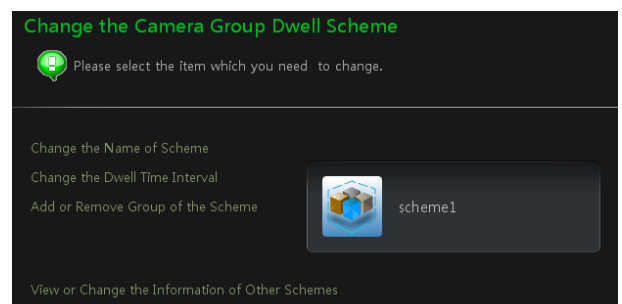 Change the Camera Group Dwell Scheme
Please select the item which you need to change.
Change the Name of Scheme
Change the Dwell Time Interval
Add or Remove Group of the Scheme
scheme1
View or Change the Information of Other Schemes